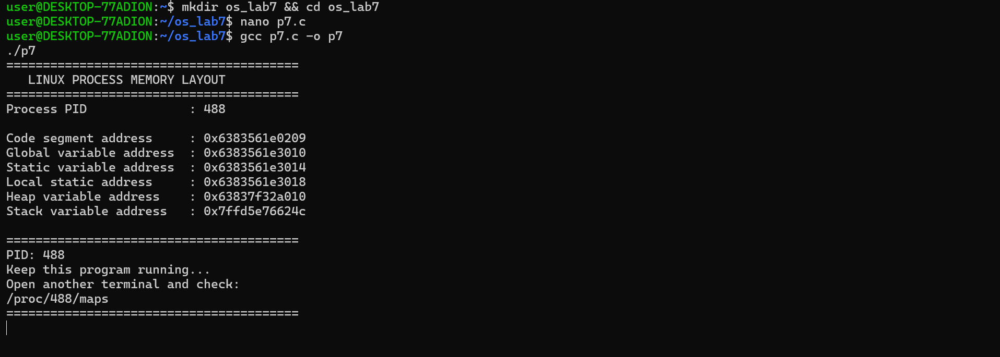 user@DESKTOP-77ADION:~$ mkdir os_lab7 && cd os_lab7
user@DESKTOP-77ADION:~/os_lab7$ nano p7.c
user@DESKTOP-77ADION:~/os_lab7$ gcc p7.c -o p7
./p7
========================================
   LINUX PROCESS MEMORY LAYOUT
========================================
Process PID              : 488

Code segment address     : 0x6383561e0209
Global variable address  : 0x6383561e3010
Static variable address  : 0x6383561e3014
Local static address     : 0x6383561e3018
Heap variable address    : 0x63837f32a010
Stack variable address   : 0x7ffd5e76624c

========================================
PID: 488
Keep this program running...
Open another terminal and check:
/proc/488/maps
========================================